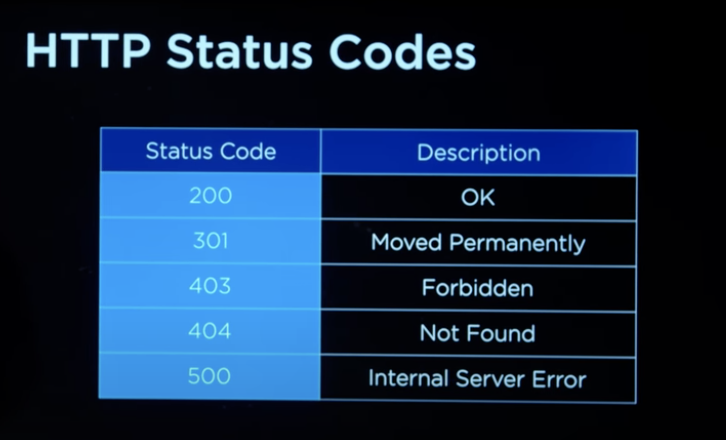 HTTP Status Codes
Status Code Description
200 OK
301 Moved Permanently
403 Forbidden
404 Not Found
500 Internal Server Error